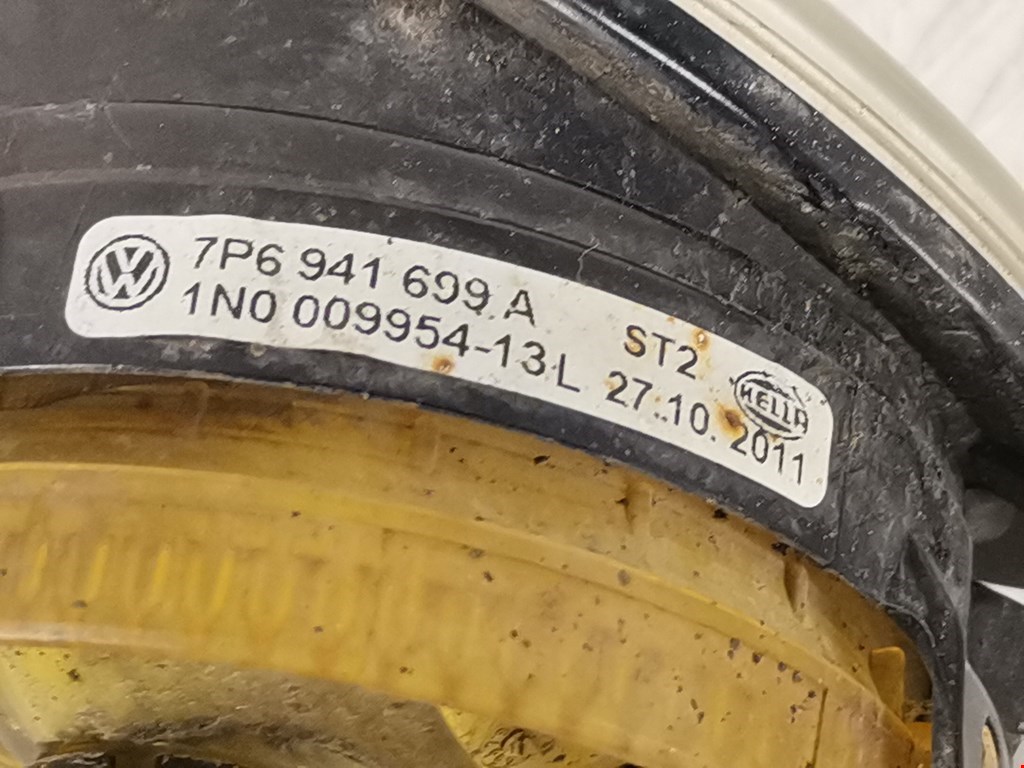 7P6 941 699 A
1N0 009954-13 L
ST2
27.10.2011
HELLA